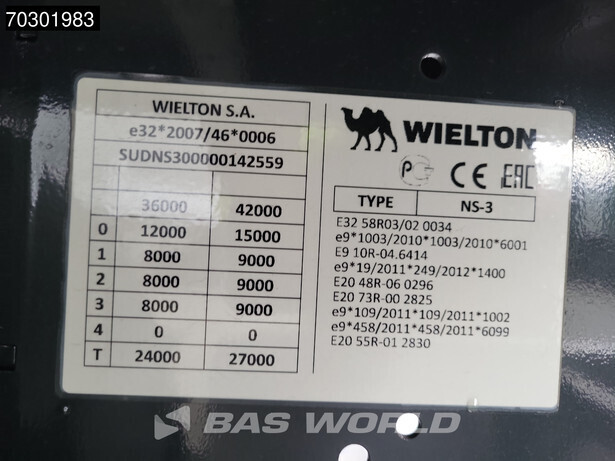 70301983
WIELTON S.A.
e32*2007/46*0006
SUDNS300000142559
36000 42000
0 12000 15000
1 8000 9000
2 8000 9000
3 8000 9000
4 0 0
T 24000 27000
WIELTON
CE EAC
TYPE NS-3
E32 58R03/02 0034
e9*1003/2010*1003/2010*6001
E9 10R-04.6414
e9*19/2011*249/2012*1400
E20 48R-06 0296
E20 73R-00 2825
e9*109/2011*109/2011*1002
e9*458/2011*458/2011*6099
E20 55R-01 2830
BAS WORLD